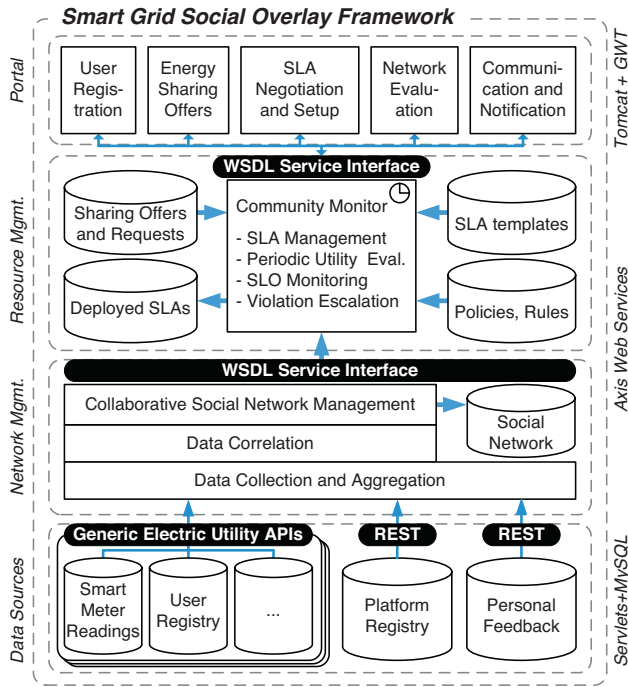 Smart Grid Social Overlay Framework
Portal
User
Regis-
tration
Energy
Sharing
Offers
SLA
Negotiation
and Setup
Network
Evalu-
ation
Communi-
cation and
Notification
Tomcat + GWT
Resource Mgmt.
WSDL Service Interface
Sharing Offers
and Requests
Deployed SLAs
Community Monitor
- SLA Management
- Periodic Utility Eval.
- SLO Monitoring
- Violation Escalation
SLA templates
Policies, Rules
Axis Web Services
Network Mgmt.
WSDL Service Interface
Collaborative Social Network Management
Data Correlation
Data Collection and Aggregation
Social
Network
Data Sources
Generic Electric Utility APIs
Smart
Meter
Readings
User
Registry
...
REST
Platform
Registry
REST
Personal
Feedback
Servlets+MySQL